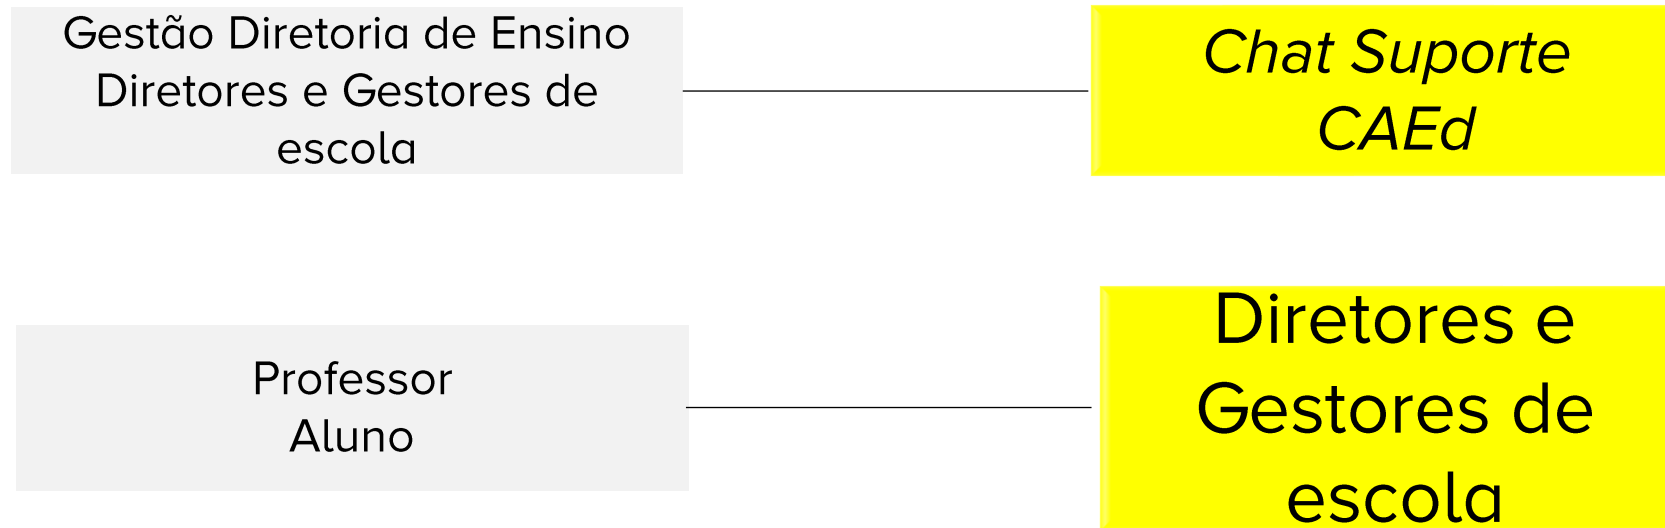 Gestão Diretoria de Ensino
Diretores e Gestores de
escola
Chat Suporte
CAEd
Professor
Aluno
Diretores e
Gestores de
escola